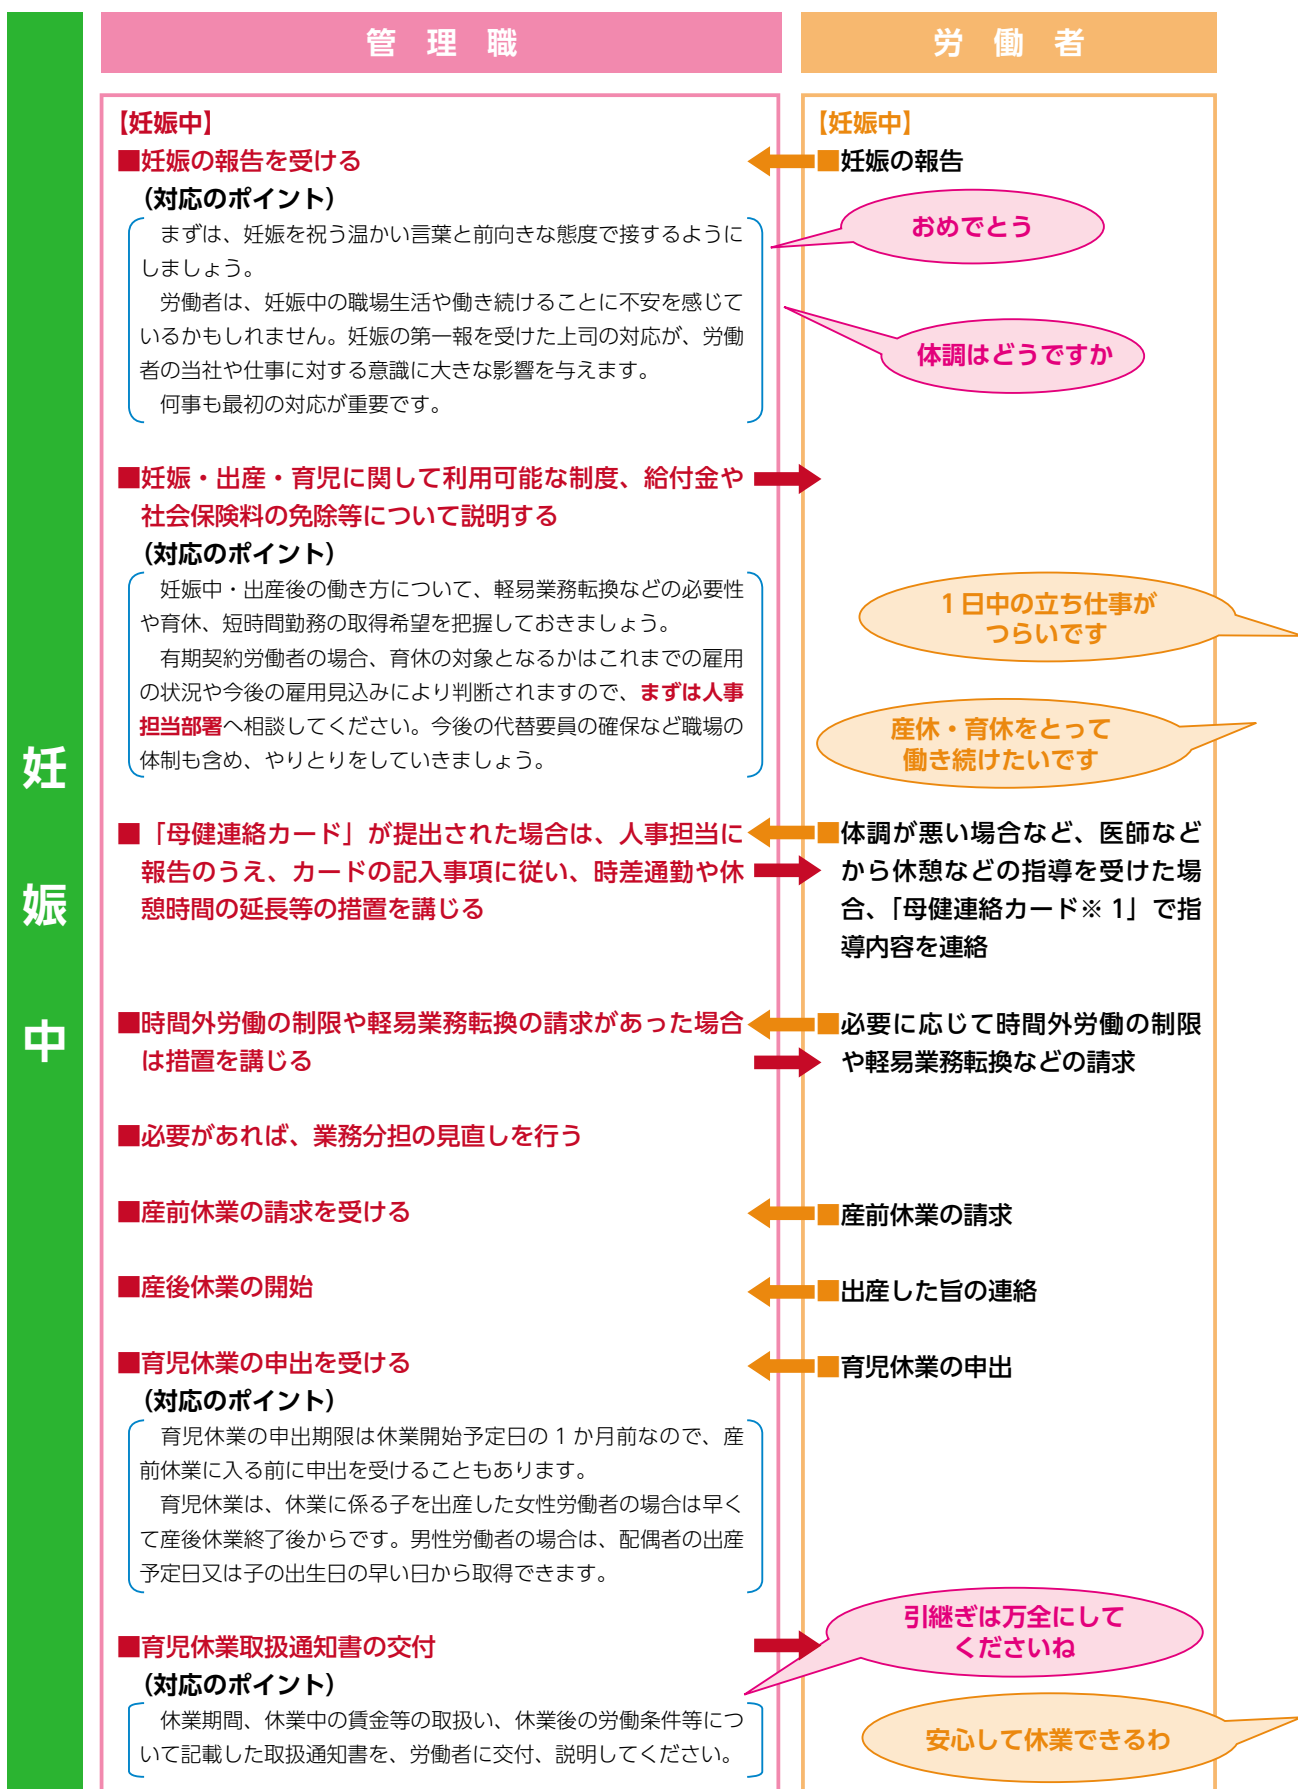 管理職
労働者
妊娠中
【妊娠中】
■妊娠の報告を受ける
（対応のポイント）
まずは、妊娠を祝う温かい言葉と前向きな態度で接するように
しましょう。
労働者は、妊娠中の職場生活や働き続けることに不安を感じて
いるかもしれません。妊娠の第一報を受けた上司の対応が、労働
者の当社や仕事に対する意識に大きな影響を与えます。
何事も最初の対応が重要です。
■妊娠・出産・育児に関して利用可能な制度、給付金や
社会保険料の免除等について説明する
（対応のポイント）
妊娠中・出産後の働き方について、軽易業務転換などの必要性
や育休、短時間勤務の取得希望を把握しておきましょう。
有期契約労働者の場合、育休の対象となるかはこれまでの雇用
の状況や今後の雇用見込みにより判断されますので、まずは人事
担当部署へ相談してください。今後の代替要員の確保など職場の
体制も含め、やりとりをしていきましょう。
■「母健連絡カード」が提出された場合は、人事担当に
報告のうえ、カードの記入事項に従い、時差通勤や休
憩時間の延長等の措置を講じる
■時間外労働の制限や軽易業務転換の請求があった場合
は措置を講じる
■必要があれば、業務分担の見直しを行う
■産前休業の請求を受ける
■産後休業の開始
■育児休業の申出を受ける
（対応のポイント）
育児休業の申出期限は休業開始予定日の１か月前なので、産
前休業に入る前に申出を受けることもあります。
育児休業は、休業に係る子を出産した女性労働者の場合は早く
て産後休業終了後からです。男性労働者の場合は、配偶者の出産
予定日又は子の出生日の早い日から取得できます。
■育児休業取扱通知書の交付
（対応のポイント）
休業期間、休業中の賃金等の取扱い、休業後の労働条件等につ
いて記載した取扱通知書を、労働者に交付、説明してください。
【妊娠中】
■妊娠の報告
おめでとう
体調はどうですか
１日中の立ち仕事が
つらいです
産休・育休をとって
働き続けたいです
■体調が悪い場合など、医師など
から休憩などの指導を受けた場
合、「母健連絡カード※１」で指
導内容を連絡
■必要に応じて時間外労働の制限
や軽易業務転換などの請求
■産前休業の請求
■出産した旨の連絡
■育児休業の申出
引継ぎは万全にして
くださいね
安心して休業できるわ